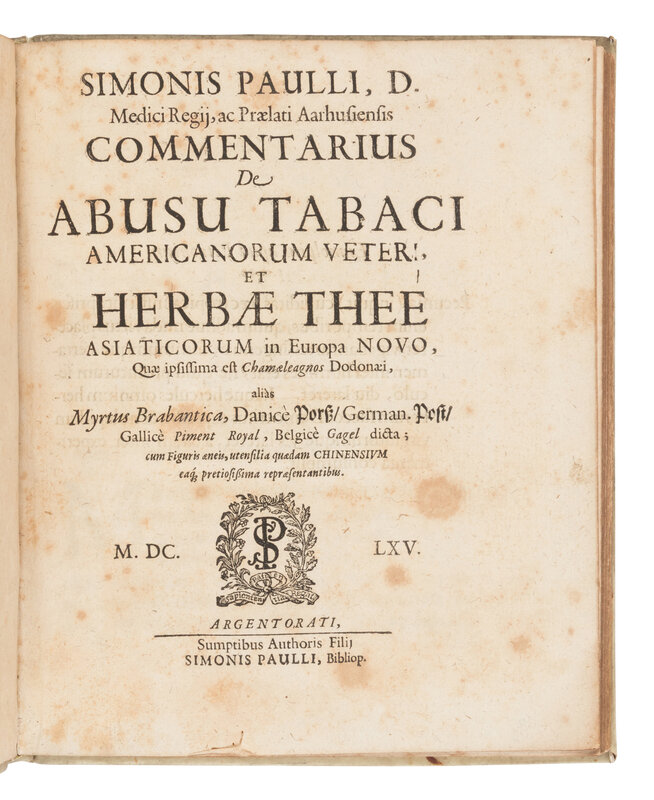 SIMONIS PAULLI, D.
Medici Regij, ac Prælati Aarhusiensis
COMMENTARIUS
De
ABUSU TABACI
AMERICANORUM VETERI,
ET
HERBÆ THEE
ASIATICORUM in Europa NOVO,
Quæ ipsissima est Chamæleagnos Dodonæi,
aliàs
Myrtus Brabantica, Danicè Porß/ German. Post/
Gallicè Piment Royal, Belgicè Gagel dicta;
cum Figuris æneis, utensilia quædam CHINENSIVM
eaq́; pretiosißima repræsentantibus.
M. DC. LXV.
SP
ARGENTORATI,
Sumptibus Authoris Filij
SIMONIS PAULLI, Bibliop.